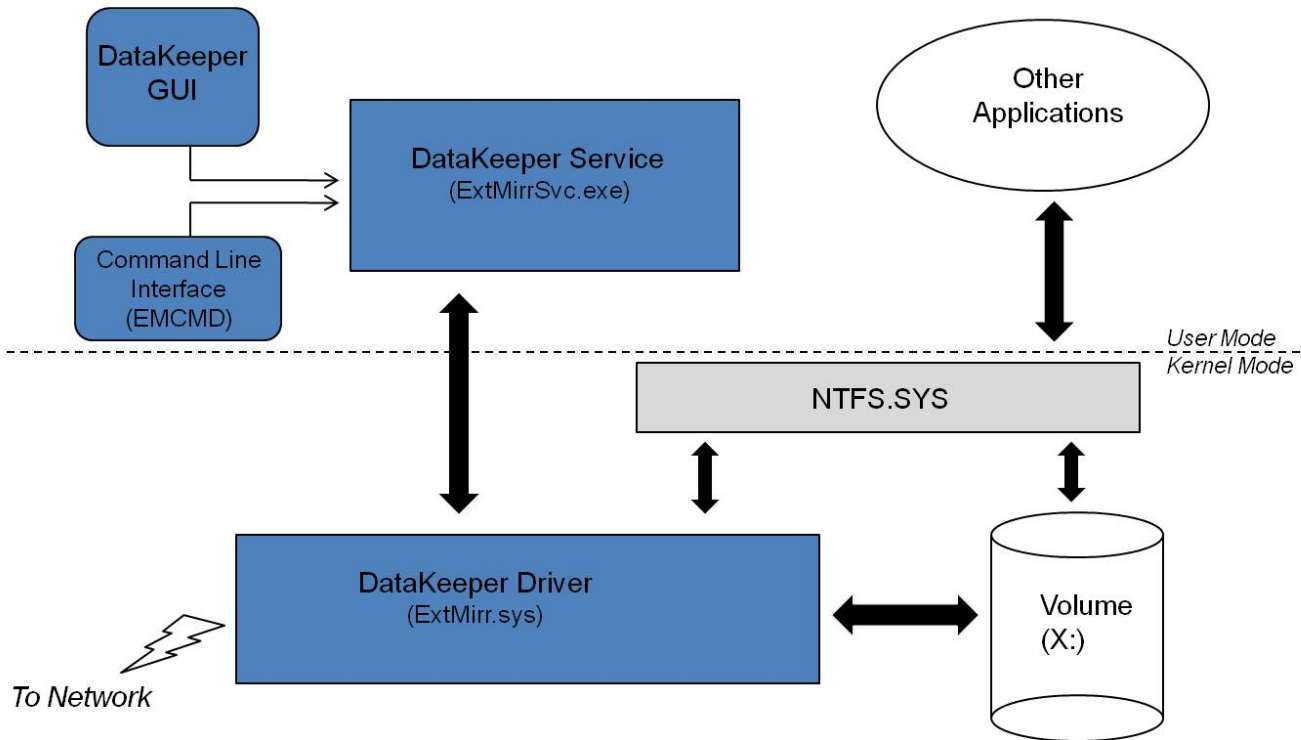 DataKeeper
GUI
DataKeeper Service
(ExtMirrSvc.exe)
Other
Applications
Command Line
Interface
(EMCMD)
User Mode
Kernel Mode
NTFS.SYS
DataKeeper Driver
(ExtMirr.sys)
Volume
(X:)
To Network